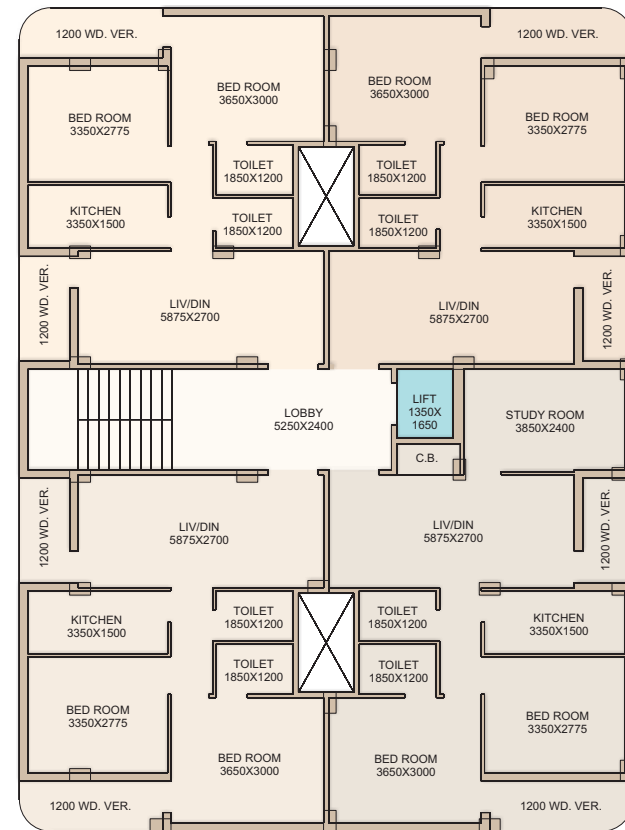 1200 WD. VER.
1200 WD. VER.
BED ROOM
3650X3000
BED ROOM
3650X3000
BED ROOM
3350X2775
BED ROOM
3350X2775
TOILET
1850X1200
TOILET
1850X1200
KITCHEN
3350X1500
TOILET
1850X1200
TOILET
1850X1200
KITCHEN
3350X1500
1200 WD. VER.
LIV/DIN
5875X2700
LIV/DIN
5875X2700
1200 WD. VER.
LOBBY
5250X2400
LIFT
1350X
1650
STUDY ROOM
3850X2400
C.B.
1200 WD. VER.
LIV/DIN
5875X2700
LIV/DIN
5875X2700
1200 WD. VER.
KITCHEN
3350X1500
TOILET
1850X1200
TOILET
1850X1200
KITCHEN
3350X1500
TOILET
1850X1200
TOILET
1850X1200
BED ROOM
3350X2775
BED ROOM
3350X2775
BED ROOM
3650X3000
BED ROOM
3650X3000
1200 WD. VER.
1200 WD. VER.